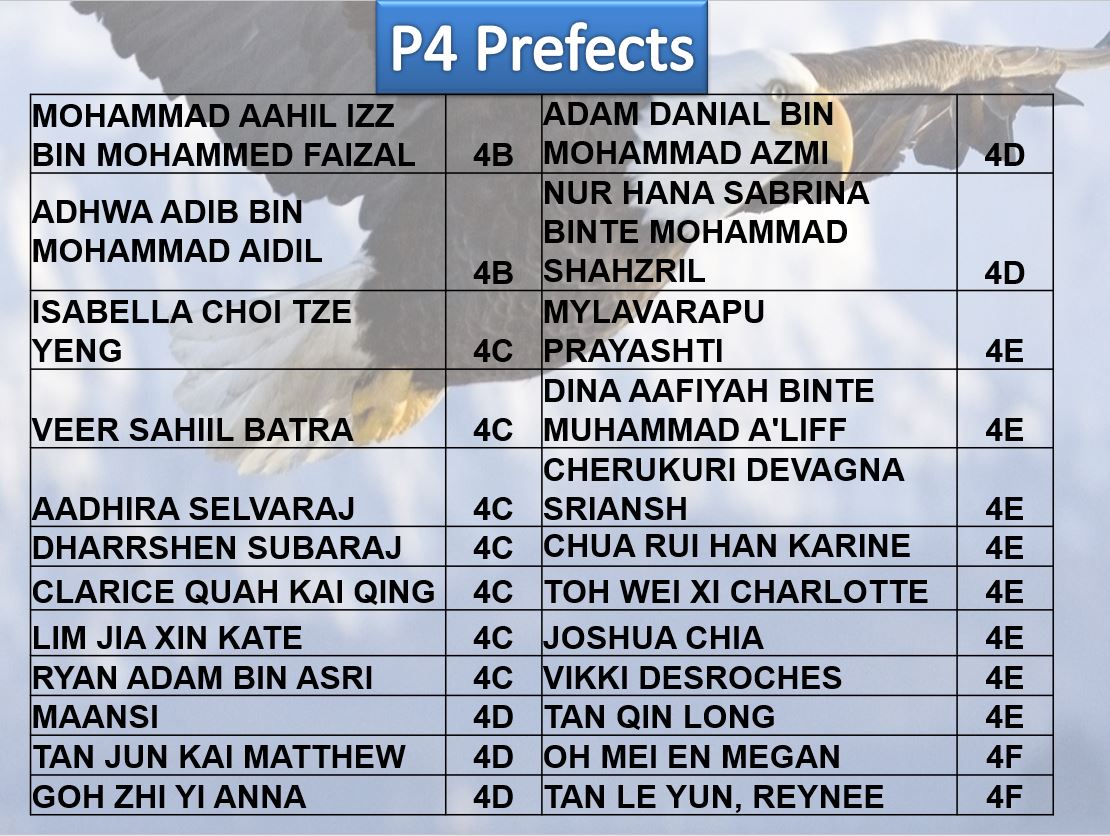 P4 Prefects
MOHAMMAD AAHIL IZZ
BIN MOHAMMED FAIZAL 4B
ADAM DANIAL BIN
MOHAMMAD AZMI 4D
ADHWA ADIB BIN
MOHAMMAD AIDIL
4B
NUR HANA SABRINA
BINTE MOHAMMAD
SHAHZRIL 4D
ISABELLA CHOI TZE
YENG 4C
MYLAVARAPU
PRAYASHTI 4E
VEER SAHIIL BATRA 4C
DINA AAFIYAH BINTE
MUHAMMAD A'LIFF 4E
AADHIRA SELVARAJ 4C
CHERUKURI DEVAGNA
SRIANSH 4E
DHARRSHEN SUBARAJ 4C CHUA RUI HAN KARINE 4E
CLARICE QUAH KAI QING 4C TOH WEI XI CHARLOTTE 4E
LIM JIA XIN KATE 4C JOSHUA CHIA 4E
RYAN ADAM BIN ASRI 4C VIKKI DESROCHES 4E
MAANSI 4D TAN QIN LONG 4E
TAN JUN KAI MATTHEW 4D OH MEI EN MEGAN 4F
GOH ZHI YI ANNA 4D TAN LE YUN, REYNEE 4F